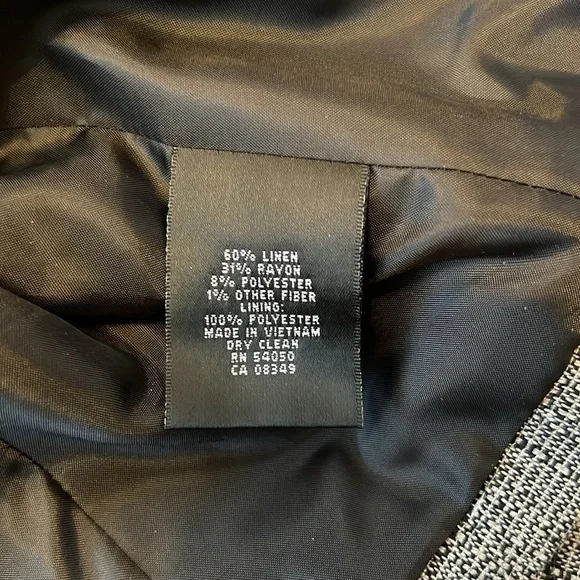 60% LINEN
31% RAYON
8% POLYESTER
1% OTHER FIBER
LINING:
100% POLYESTER
MADE IN VIETNAM
DRY CLEAN
RN 54050
CA 08349